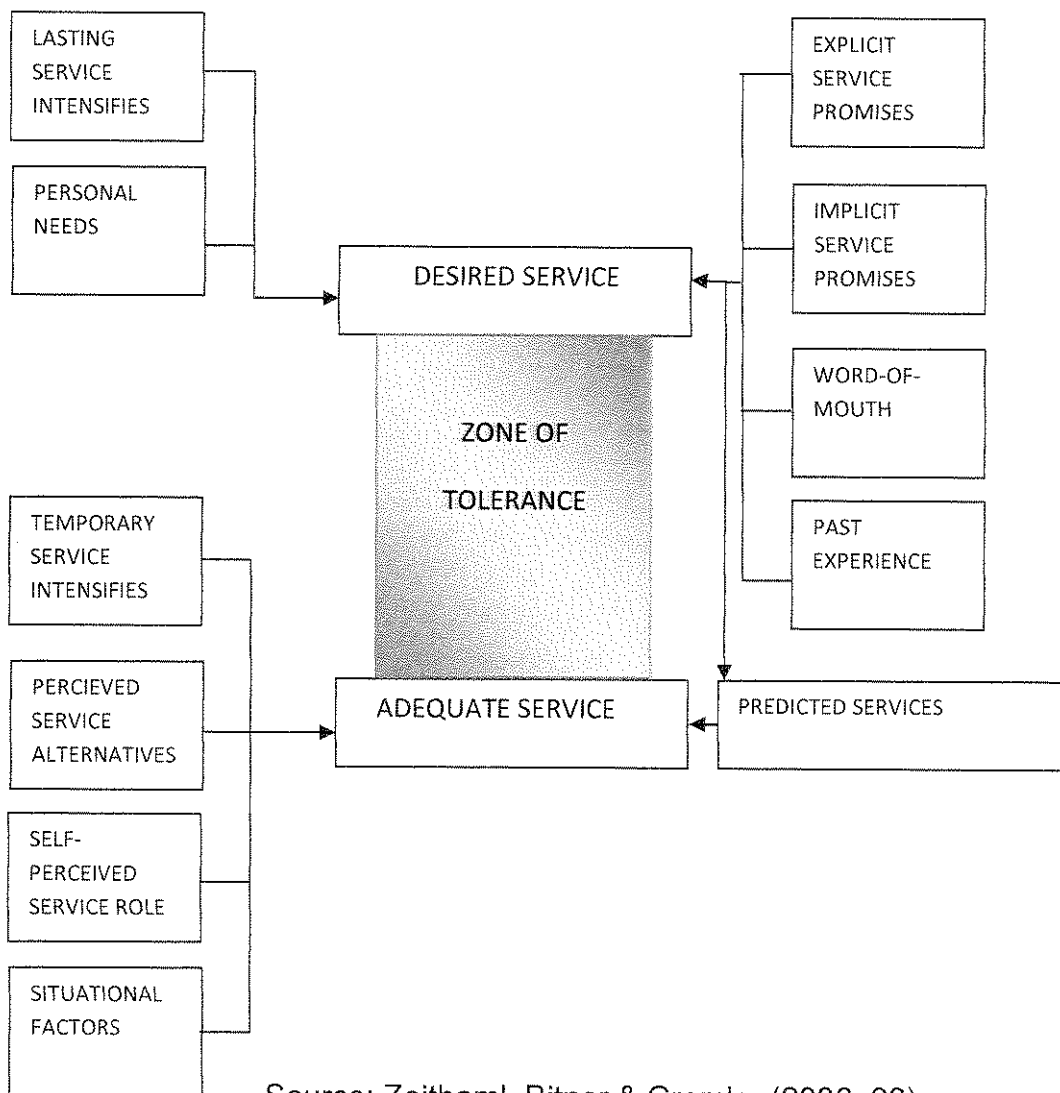 LASTING
SERVICE
INTENSIFIES
PERSONAL
NEEDS
EXPLICIT
SERVICE
PROMISES
IMPLICIT
SERVICE
PROMISES
WORD-OF-
MOUTH
PAST
EXPERIENCE
DESIRED SERVICE
ZONE OF
TOLERANCE
ADEQUATE SERVICE
PREDICTED SERVICES
TEMPORARY
SERVICE
INTENSIFIES
PERCIEVED
SERVICE
ALTERNATIVES
SELF-
PERCEIVED
SERVICE ROLE
SITUATIONAL
FACTORS
Source: Zeithaml, Bitner &